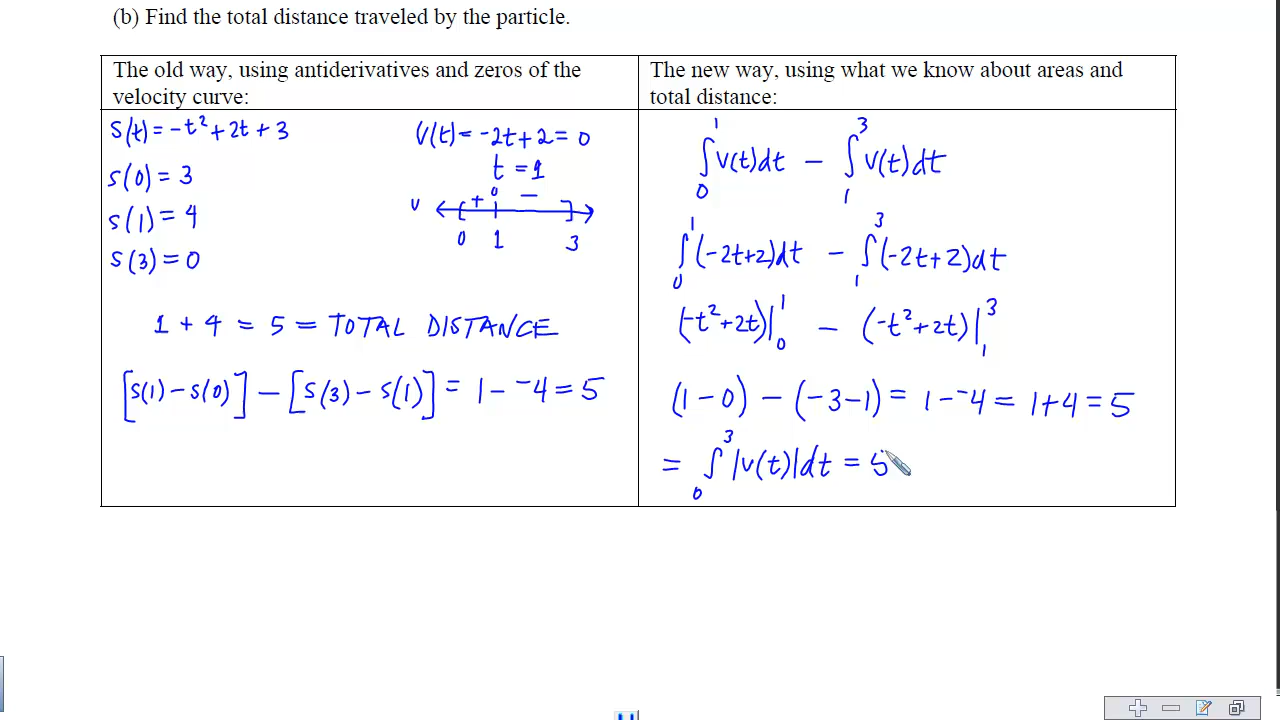 (b) Find the total distance traveled by the particle.
The old way, using antiderivatives and zeros of the
velocity curve:
s(t) = -t² + 2t + 3
s(0) = 3
s(1) = 4
s(3) = 0
v(t) = -2t + 2 = 0
t = 1
v + 0 −
0 1 3
1 + 4 = 5 = TOTAL DISTANCE
[s(1) - s(0)] - [s(3) - s(1)] = 1 - ⁻4 = 5
The new way, using what we know about areas and
total distance:
∫₀¹ v(t)dt - ∫₁³ v(t)dt
∫₀¹ (-2t+2)dt - ∫₁³ (-2t+2)dt
(-t²+2t)|₀¹ - (-t²+2t)|₁³
(1 - 0) - (-3 - 1) = 1 - ⁻4 = 1 + 4 = 5
= ∫₀³ |v(t)|dt = 5